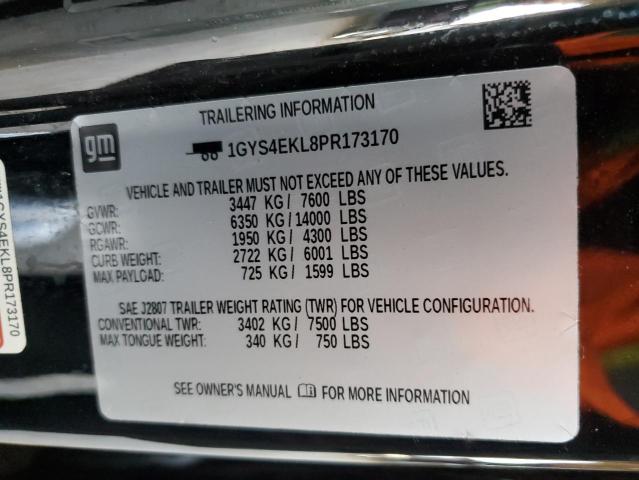 TRAILERING INFORMATION
gm
1GYS4EKL8PR173170
VEHICLE AND TRAILER MUST NOT EXCEED ANY OF THESE VALUES.
GVWR: 3447 KG/ 7600 LBS
GCWR: 6350 KG/14000 LBS
RGAWR: 1950 KG/ 4300 LBS
CURB WEIGHT: 2722 KG/ 6001 LBS
MAX PAYLOAD: 725 KG/ 1599 LBS
SAE J2807 TRAILER WEIGHT RATING (TWR) FOR VEHICLE CONFIGURATION.
CONVENTIONAL TWR: 3402 KG/ 7500 LBS
MAX TONGUE WEIGHT: 340 KG/ 750 LBS
SEE OWNER'S MANUAL FOR MORE INFORMATION
1GYS4EKL8PR173170